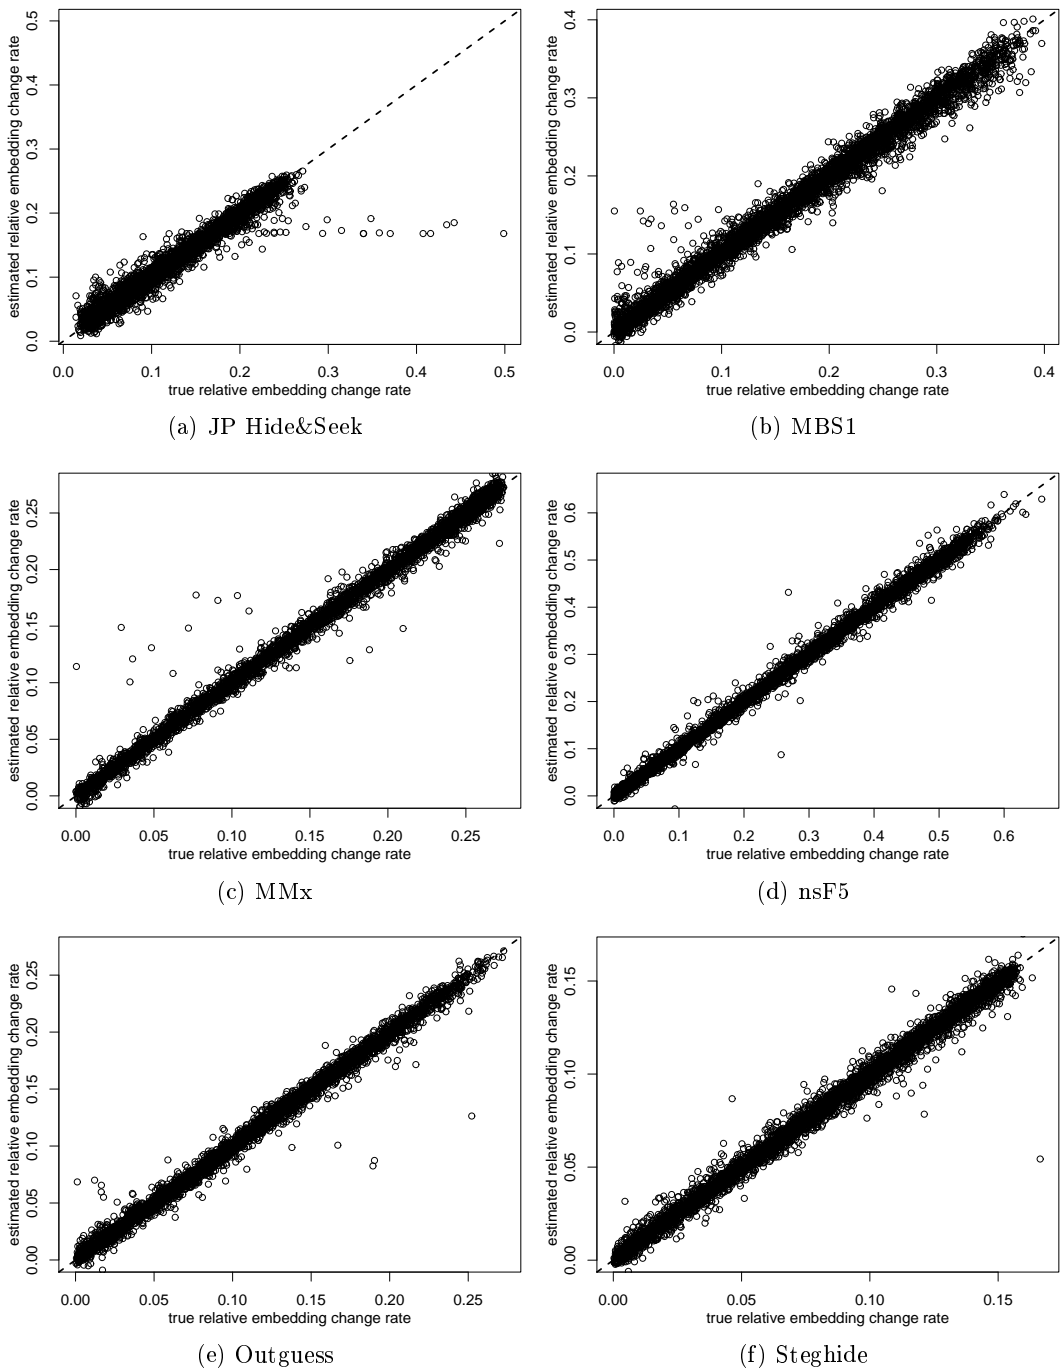 estimated relative embedding change rate
0.0 0.1 0.2 0.3 0.4 0.5
0.0 0.1 0.2 0.3 0.4 0.5
true relative embedding change rate
(a) JP Hide&Seek
estimated relative embedding change rate
0.0 0.1 0.2 0.3 0.4
0.0 0.1 0.2 0.3 0.4
true relative embedding change rate
(b) MBS1
estimated relative embedding change rate
0.00 0.05 0.10 0.15 0.20 0.25
0.00 0.05 0.10 0.15 0.20 0.25
true relative embedding change rate
(c) MMx
estimated relative embedding change rate
0.0 0.1 0.2 0.3 0.4 0.5 0.6
0.0 0.1 0.2 0.3 0.4 0.5 0.6
true relative embedding change rate
(d) nsF5
estimated relative embedding change rate
0.00 0.05 0.10 0.15 0.20 0.25
0.00 0.05 0.10 0.15 0.20 0.25
true relative embedding change rate
(e) Outguess
estimated relative embedding change rate
0.00 0.05 0.10 0.15
0.00 0.05 0.10 0.15
true relative embedding change rate
(f) Steghide